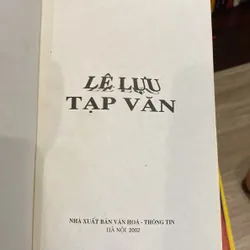 LÊ LỰU
TẠP VĂN
NHÀ XUẤT BẢN VĂN HOÁ - THÔNG TIN
HÀ NỘI 2002